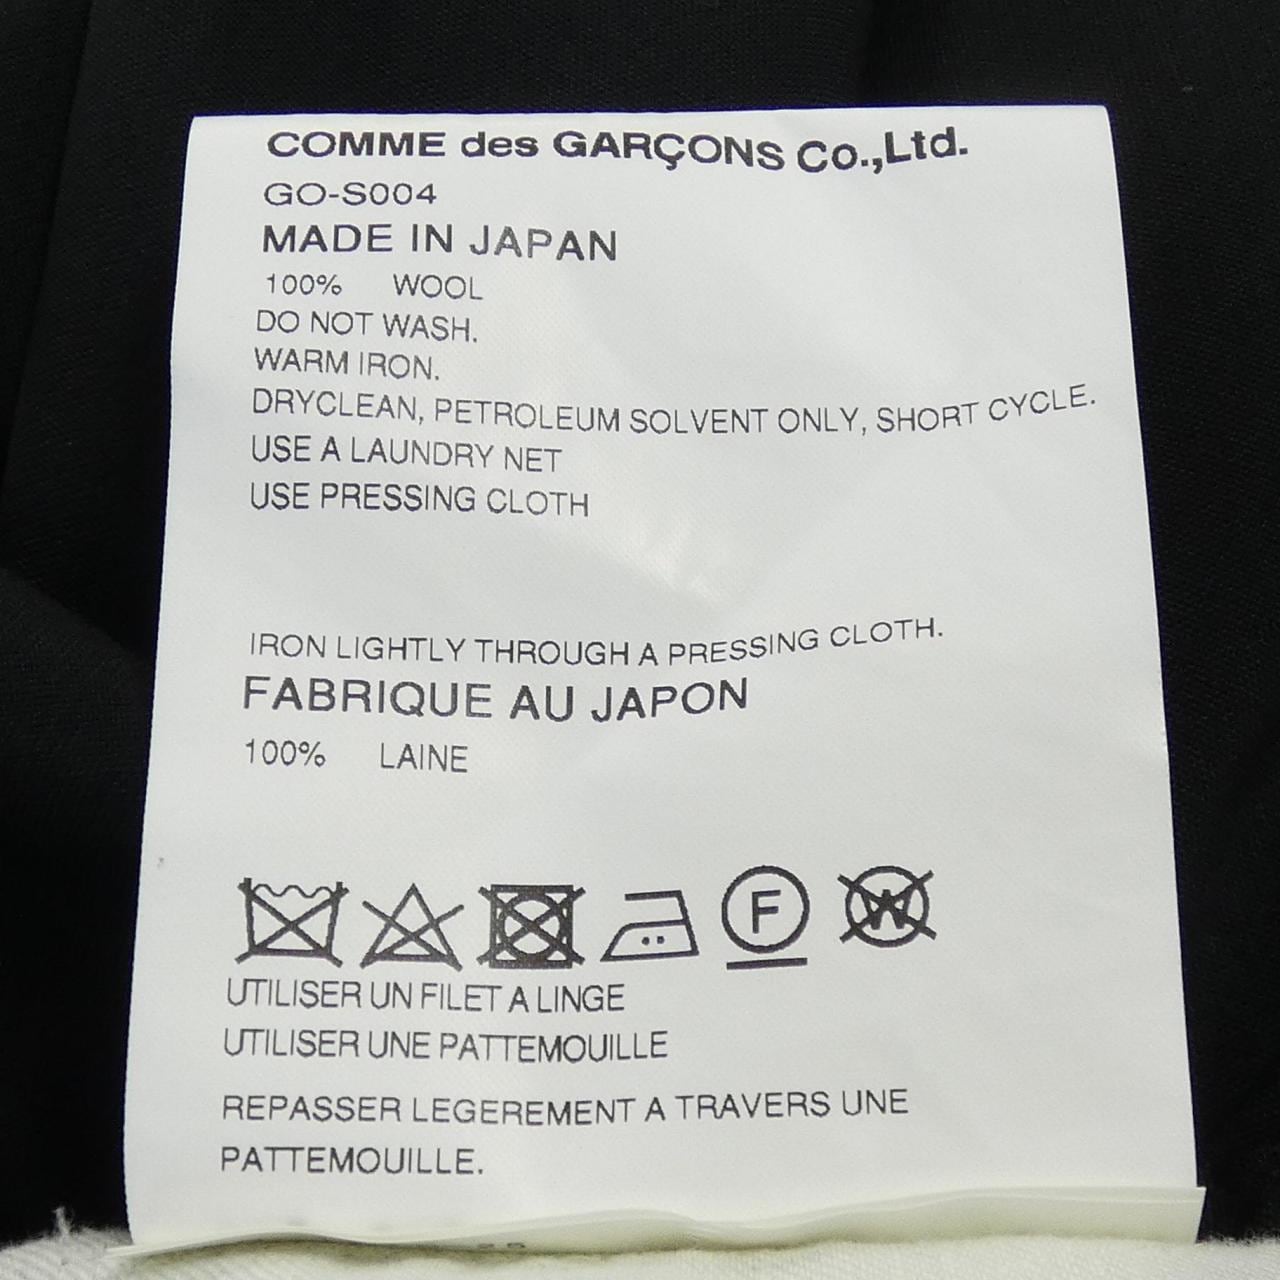 COMME des GARÇONS Co.,Ltd.
GO-S004
MADE IN JAPAN
100% WOOL
DO NOT WASH.
WARM IRON.
DRYCLEAN, PETROLEUM SOLVENT ONLY, SHORT CYCLE.
USE A LAUNDRY NET
USE PRESSING CLOTH
IRON LIGHTLY THROUGH A PRESSING CLOTH.
FABRIQUE AU JAPON
100% LAINE
F W
UTILISER UN FILET A LINGE
UTILISER UNE PATTEMOUILLE
REPASSER LEGEREMENT A TRAVERS UNE
PATTEMOUILLE.